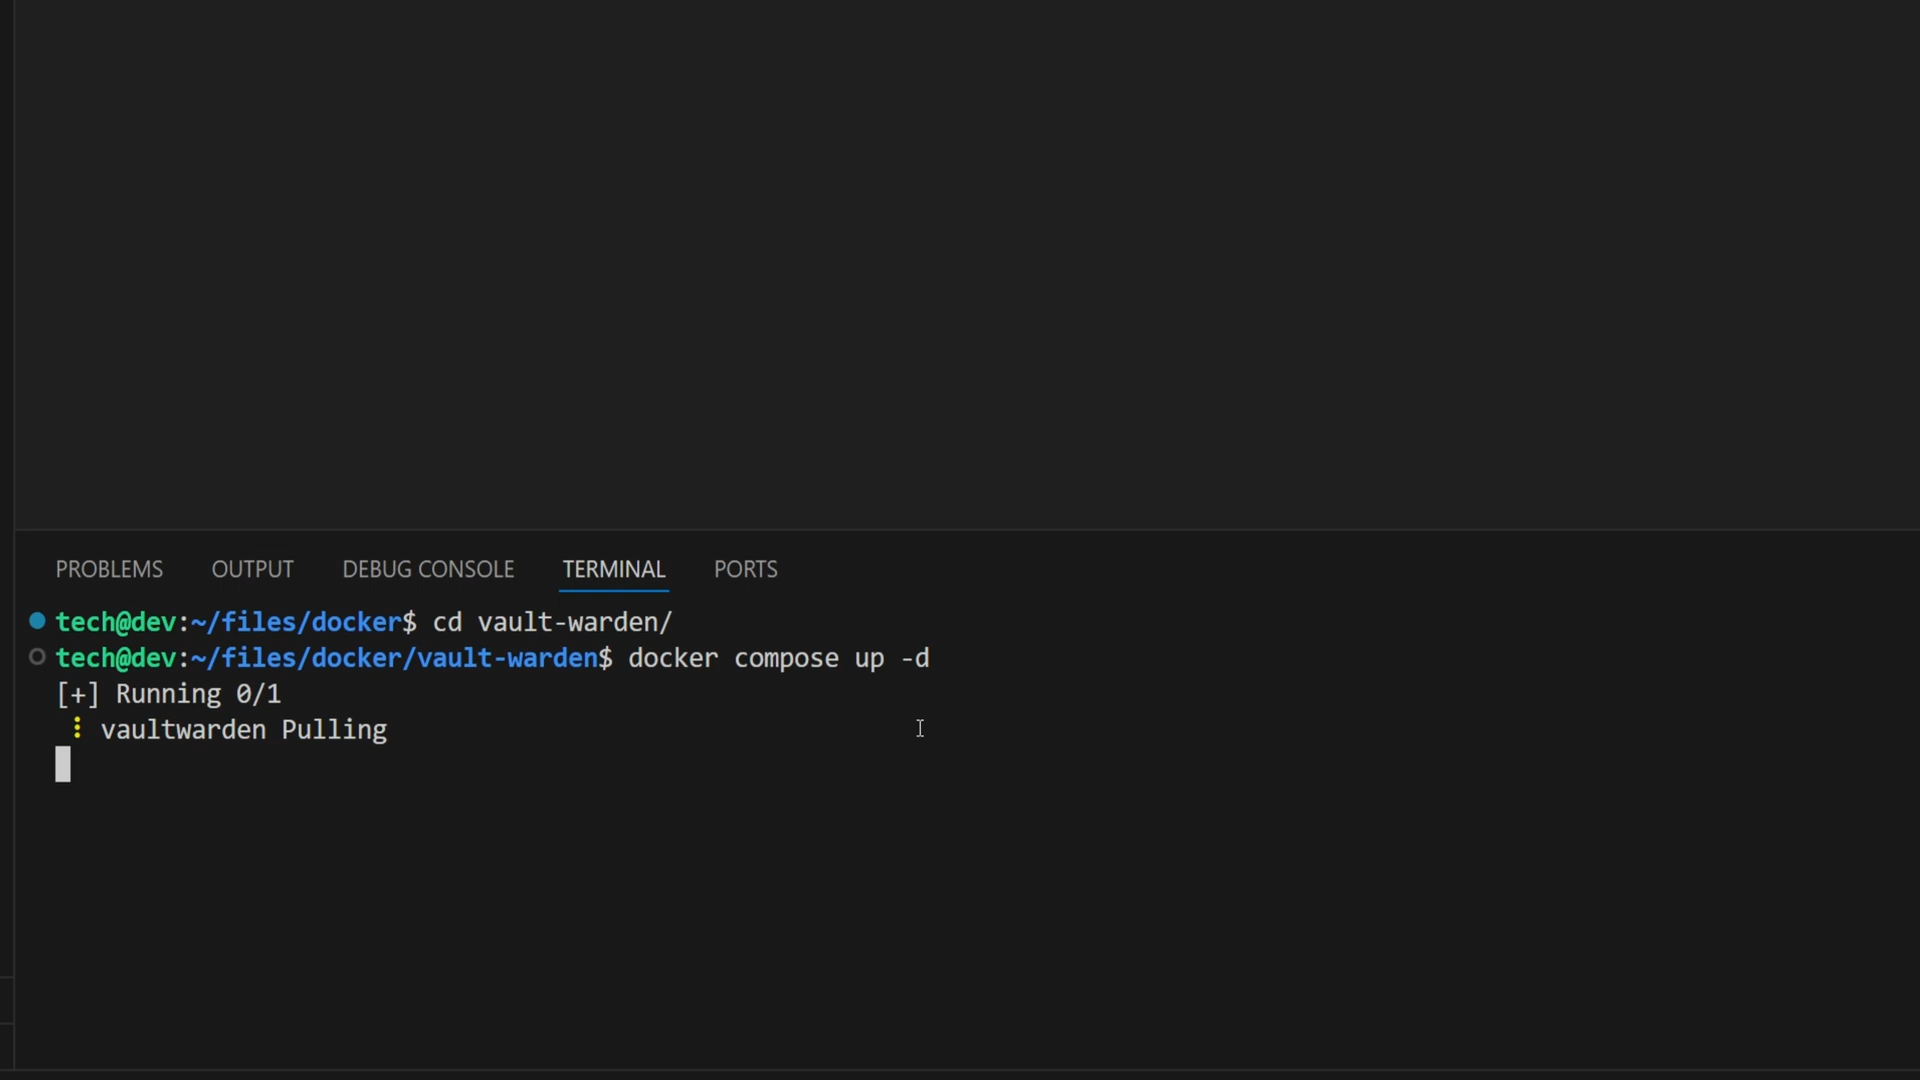 PROBLEMS OUTPUT DEBUG CONSOLE TERMINAL PORTS
tech@dev:~/files/docker$ cd vault-warden/
tech@dev:~/files/docker/vault-warden$ docker compose up -d
[+] Running 0/1
⠇ vaultwarden Pulling